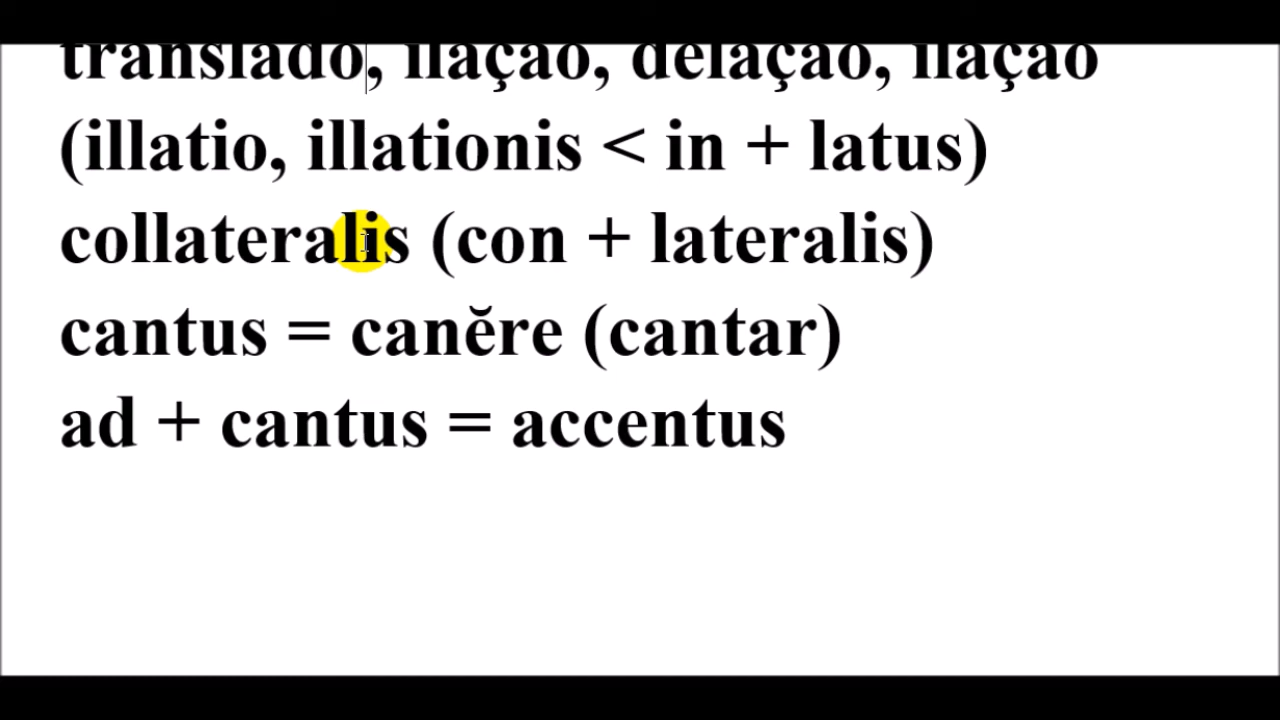 translado, ilação, delação, ilação
(illatio, illationis < in + latus)
collateralis (con + lateralis)
cantus = canĕre (cantar)
ad + cantus = accentus